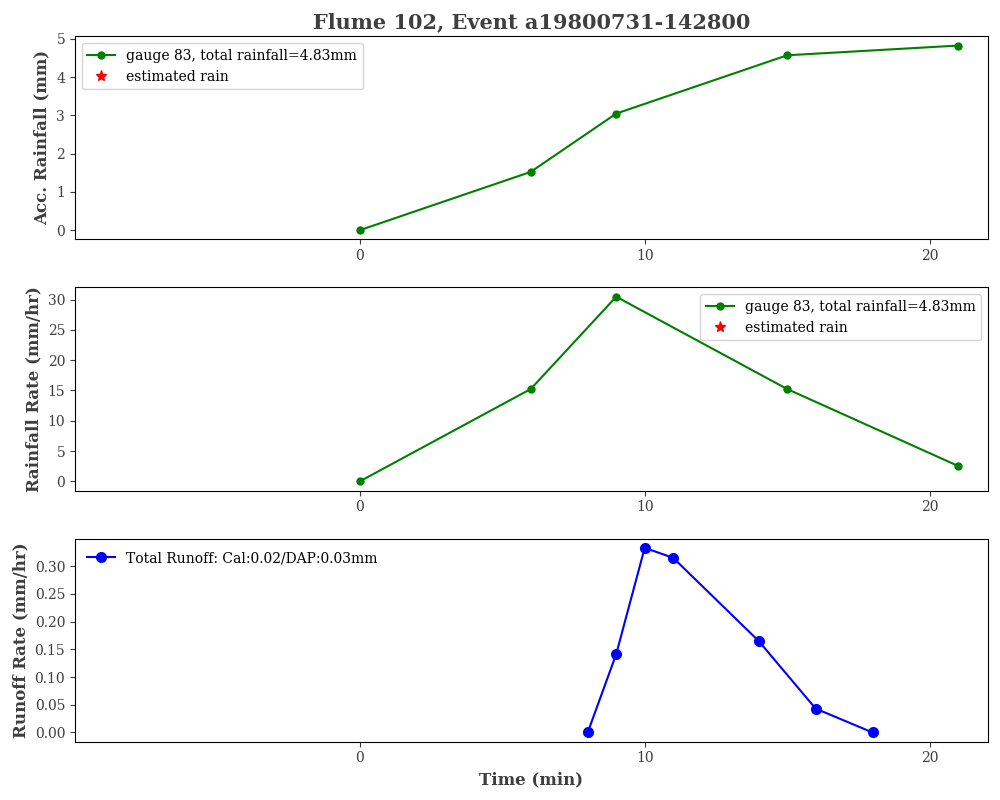 Flume 102, Event a19800731-142800
Acc. Rainfall (mm)
5
4
3
2
1
0
gauge 83, total rainfall=4.83mm
estimated rain
0 10 20
Rainfall Rate (mm/hr)
30
25
20
15
10
5
0
gauge 83, total rainfall=4.83mm
estimated rain
0 10 20
Runoff Rate (mm/hr)
0.30
0.25
0.20
0.15
0.10
0.05
0.00
Total Runoff: Cal:0.02/DAP:0.03mm
0 10 20
Time (min)